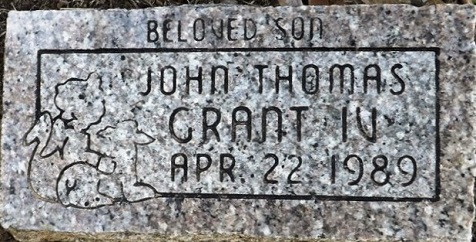 BELOVED SON
JOHN THOMAS
GRANT IV
APR. 22 1989